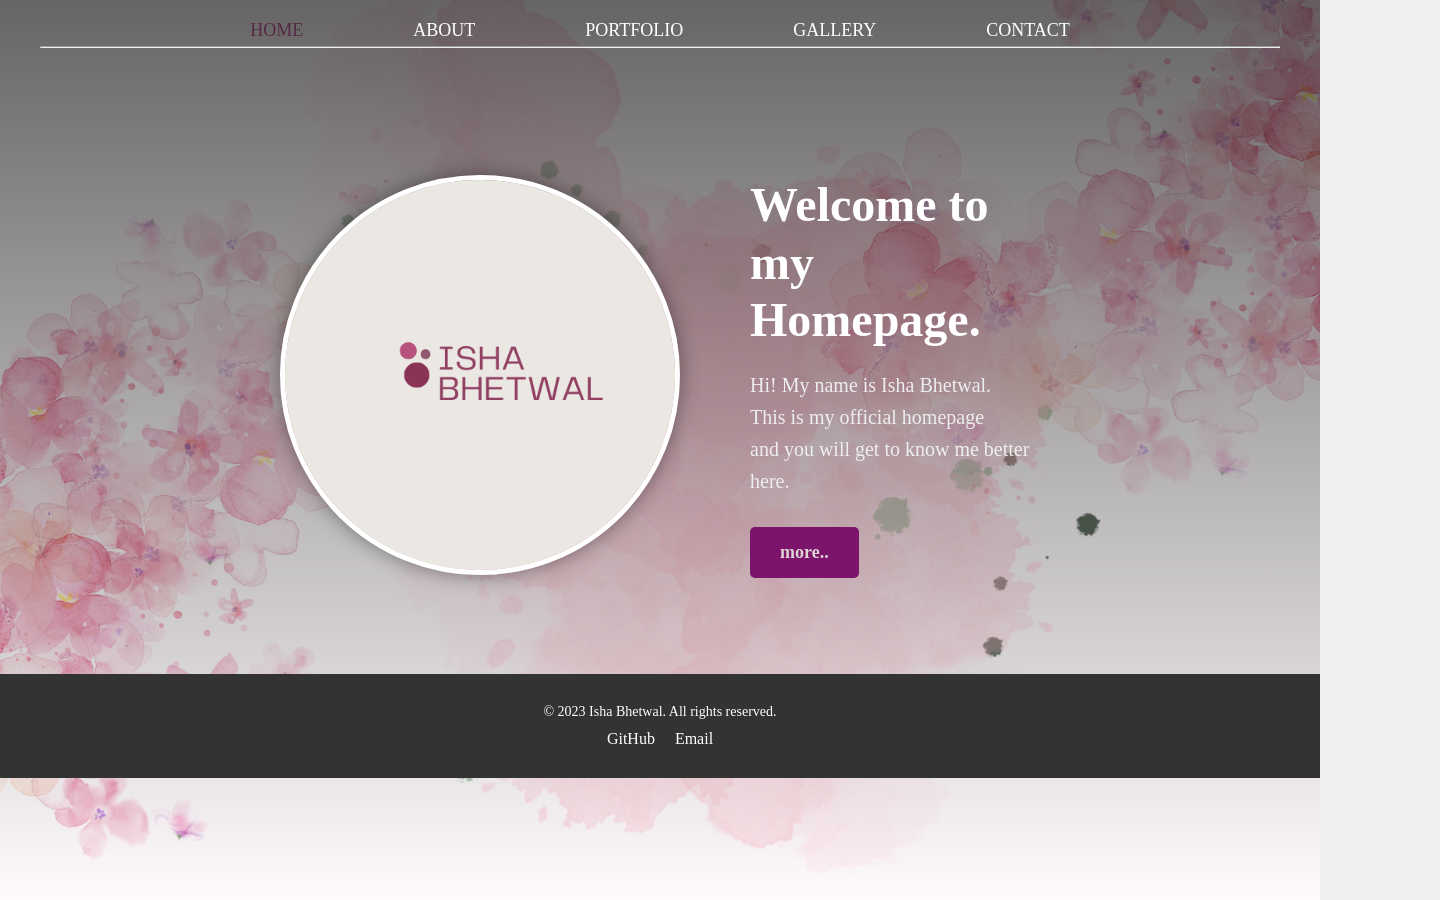 HOME ABOUT PORTFOLIO GALLERY CONTACT
ISHA
BHETWAL
Welcome to
my
Homepage.
Hi! My name is Isha Bhetwal.
This is my official homepage
and you will get to know me better
here.
more..
© 2023 Isha Bhetwal. All rights reserved.
GitHub Email